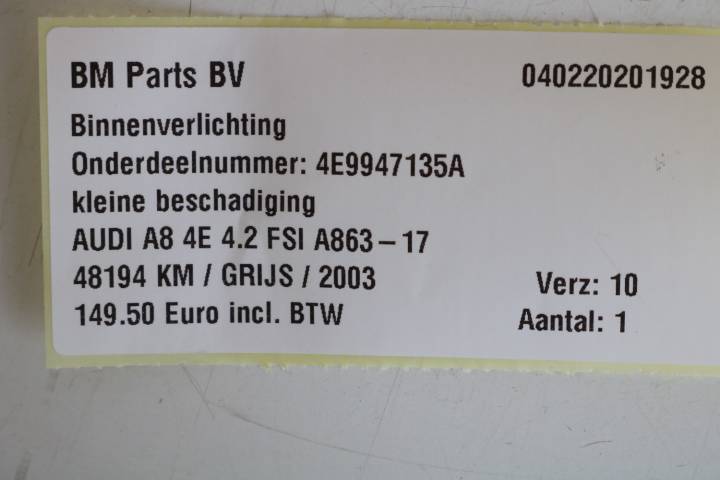 BM Parts BV 040220201928
Binnenverlichting
Onderdeelnummer: 4E9947135A
kleine beschadiging
AUDI A8 4E 4.2 FSI A863-17
48194 KM / GRIJS / 2003 Verz: 10
149.50 Euro incl. BTW Aantal: 1